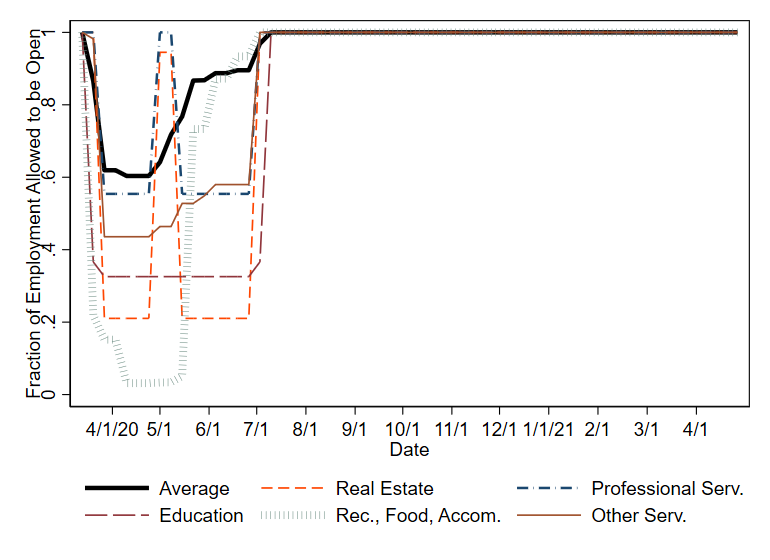 Fraction of Employment Allowed to be Open
1
.8
.6
.4
.2
0
4/1/20 5/1 6/1 7/1 8/1 9/1 10/1 11/1 12/1 1/1/21 2/1 3/1 4/1
Date
Average Real Estate Professional Serv.
Education Rec., Food, Accom. Other Serv.